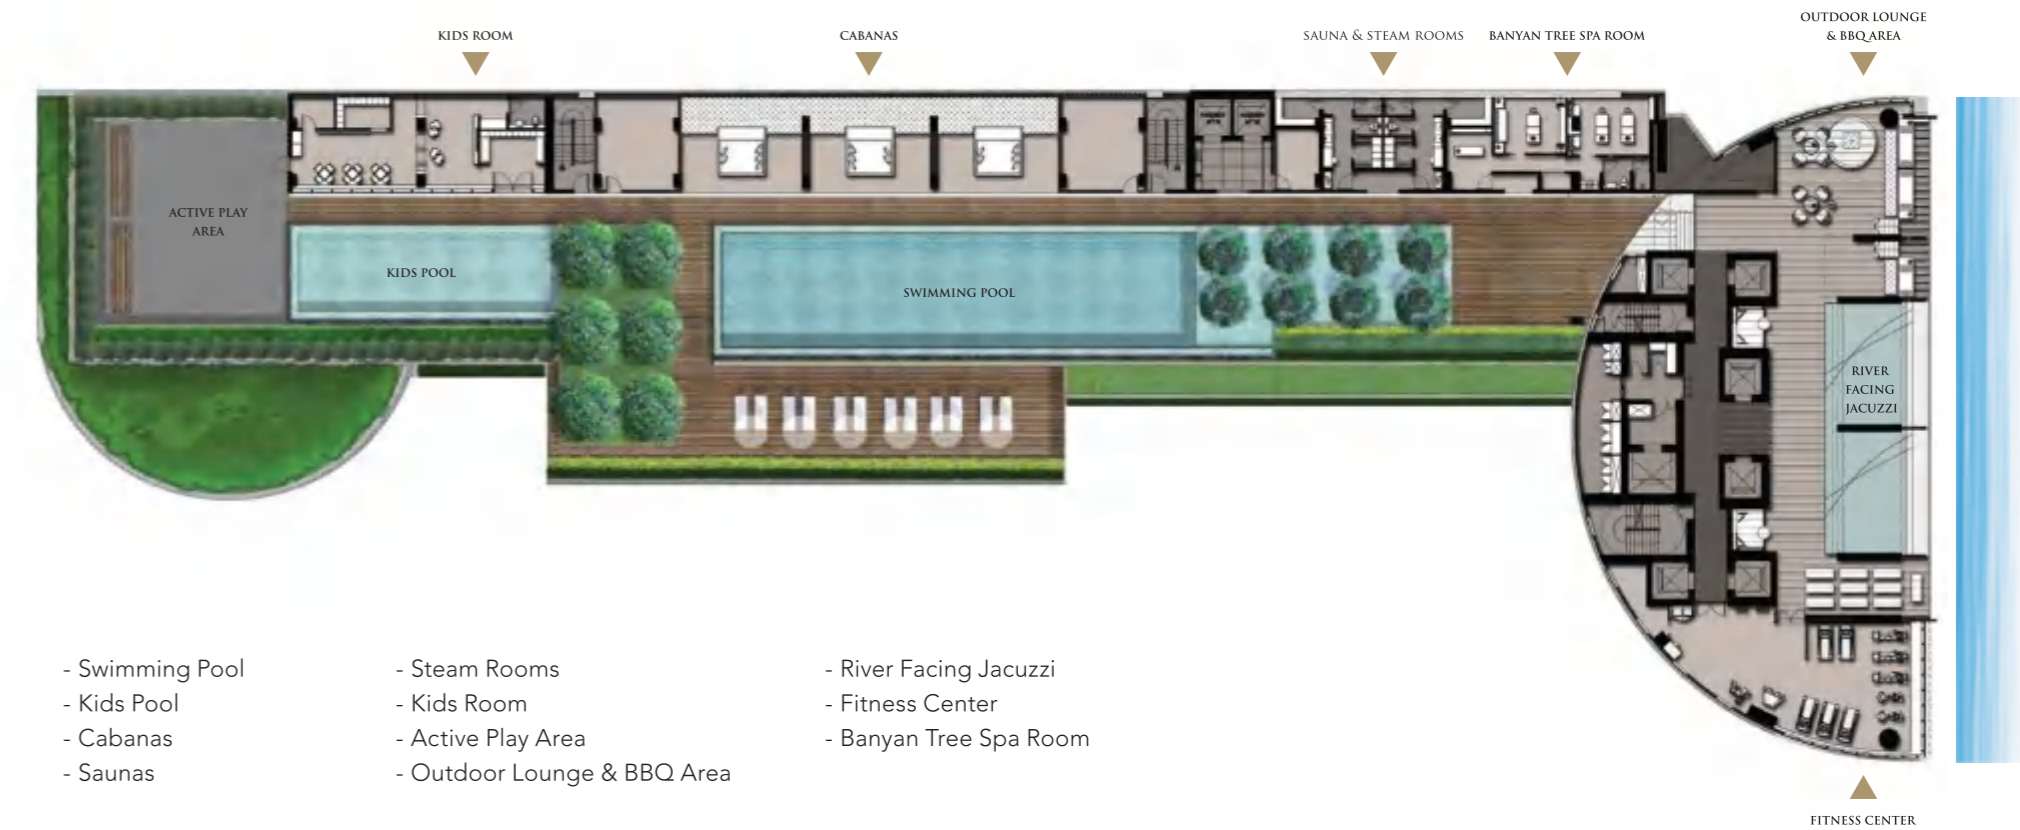 OUTDOOR LOUNGE
& BBQ AREA
KIDS ROOM
CABANAS
SAUNA & STEAM ROOMS
BANYAN TREE SPA ROOM
ACTIVE PLAY
AREA
KIDS POOL
SWIMMING POOL
RIVER
FACING
JACUZZI
- Swimming Pool
- Kids Pool
- Cabanas
- Saunas
- Steam Rooms
- Kids Room
- Active Play Area
- Outdoor Lounge & BBQ Area
- River Facing Jacuzzi
- Fitness Center
- Banyan Tree Spa Room
FITNESS CENTER